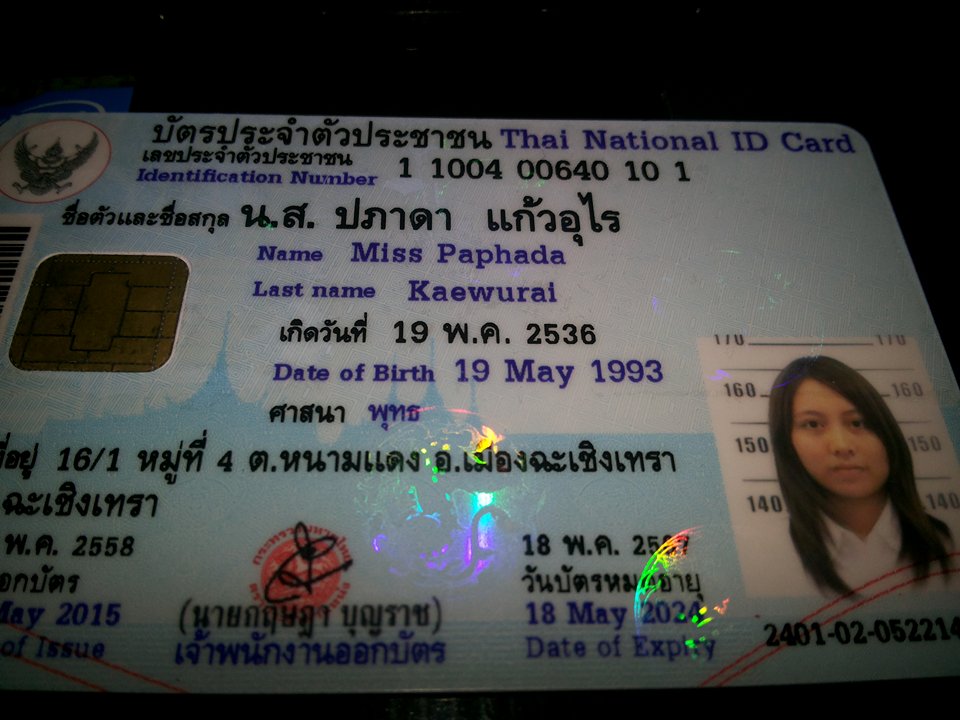 บัตรประจำตัวประชาชน Thai National ID Card
เลขประจำตัวประชาชน
Identification Number 1 1004 00640 10 1
ชื่อตัวและชื่อสกุล น.ส. ปภาดา แก้วอุไร
Name Miss Paphada
Last name Kaewurai
เกิดวันที่ 19 พ.ค. 2536
Date of Birth 19 May 1993
ศาสนา พุทธ
ที่อยู่ 16/1 หมู่ที่ 4 ต.หนามแดง อ.เมืองฉะเชิงเทรา
ฉะเชิงเทรา
พ.ค. 2558
อกบัตร
May 2015
of Issue
(นายกฤษฎา บุญราช)
เจ้าพนักงานออกบัตร
18 พ.ค.
วันบัตรหมดอายุ
18 May 2024
Date of Expiry
170 170
160 160
150 150
140 140
2401-02-052214